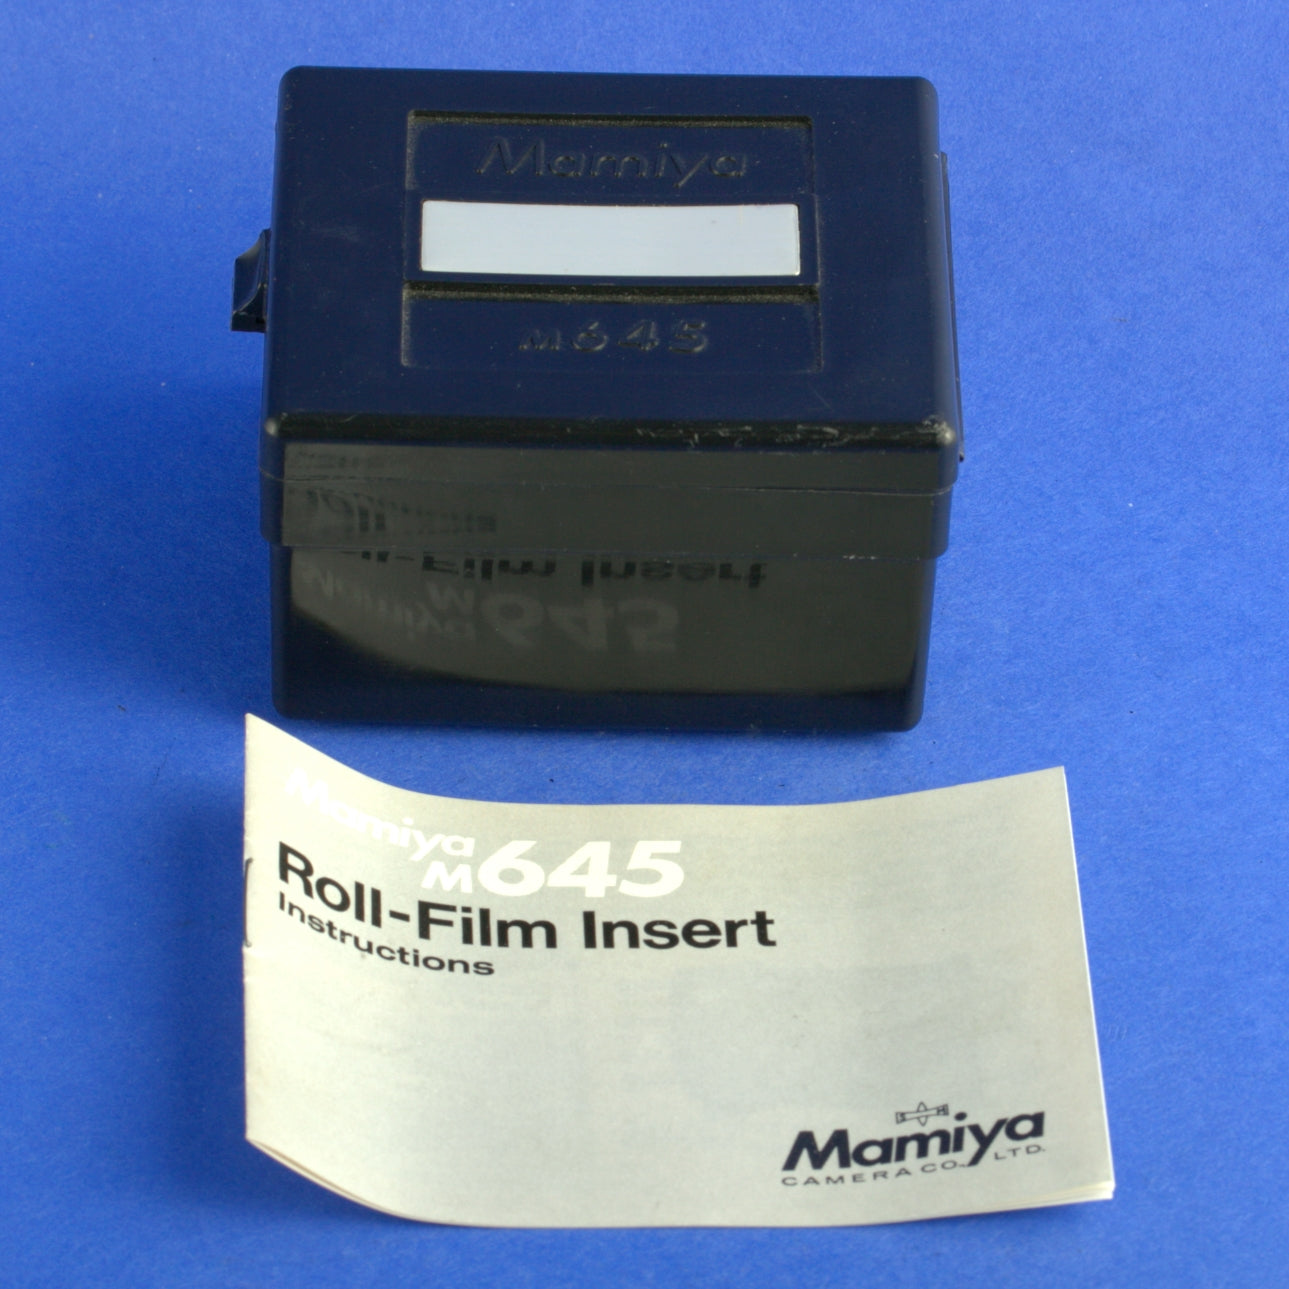 Mamiya
M645
Mamiya
M645
Roll-Film Insert
Instructions
Mamiya
CAMERA CO., LTD.